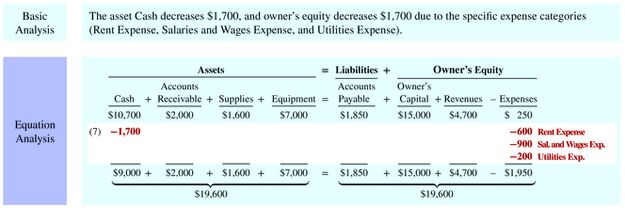 Basic
Analysis
The asset Cash decreases $1,700, and owner's equity decreases $1,700 due to the specific expense categories
(Rent Expense, Salaries and Wages Expense, and Utilities Expense).
Equation
Analysis
Assets = Liabilities + Owner's Equity
Accounts Accounts Owner's
Cash + Receivable + Supplies + Equipment = Payable + Capital + Revenues – Expenses
$10,700 $2,000 $1,600 $7,000 $1,850 $15,000 $4,700 $ 250
(7) –1,700 –600 Rent Expense
–900 Sal. and Wages Exp.
–200 Utilities Exp.
$9,000 + $2,000 + $1,600 + $7,000 = $1,850 + $15,000 + $4,700 – $1,950
$19,600 $19,600